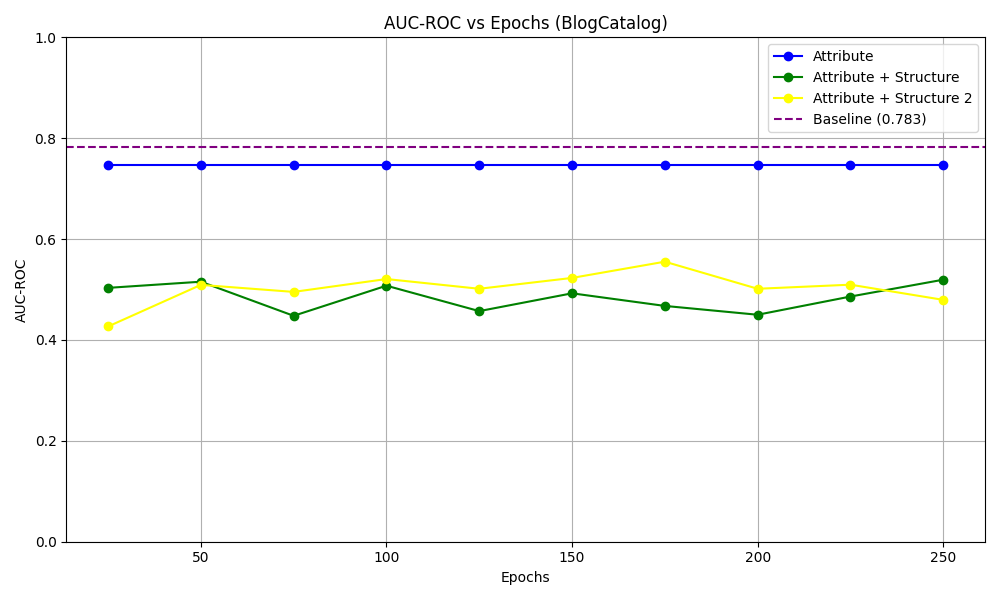 AUC-ROC vs Epochs (BlogCatalog)
Attribute
Attribute + Structure
Attribute + Structure 2
Baseline (0.783)
AUC-ROC
1.0
0.8
0.6
0.4
0.2
0.0
50 100 150 200 250
Epochs